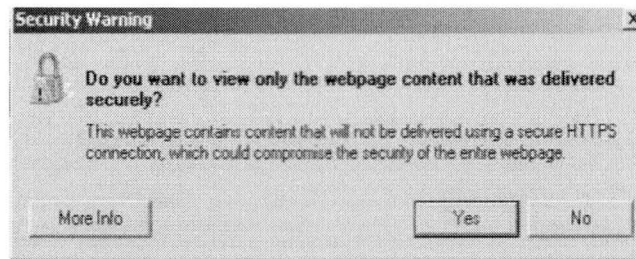 Security Warning
X
Do you want to view only the webpage content that was delivered
securely?
This webpage contains content that will not be delivered using a secure HTTPS
connection, which could compromise the security of the entire webpage.
More Info
Yes
No